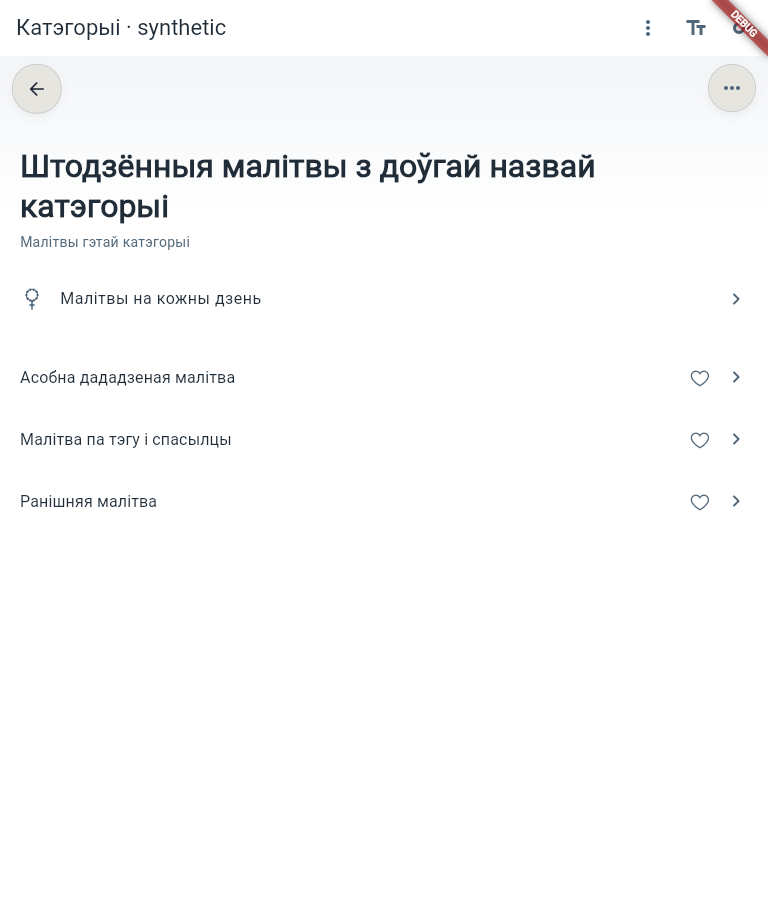 Катэгорыі · synthetic
DEBUG
Штодзённыя малітвы з доўгай назвай
катэгорыі
Малітвы гэтай катэгорыі
Малітвы на кожны дзень
Асобна дададзеная малітва
Малітва па тэгу і спасылцы
Ранішняя малітва